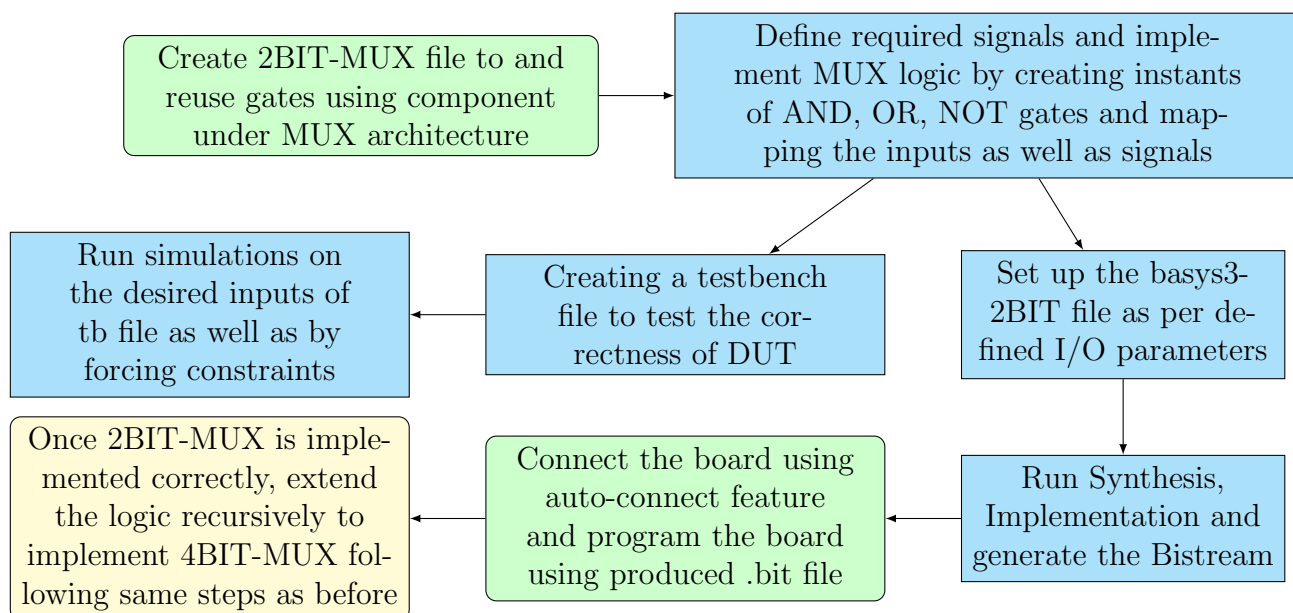 Create 2BIT-MUX file to and
reuse gates using component
under MUX architecture
Define required signals and imple-
ment MUX logic by creating instants
of AND, OR, NOT gates and map-
ping the inputs as well as signals
Run simulations on
the desired inputs of
tb file as well as by
forcing constraints
Creating a testbench
file to test the cor-
rectness of DUT
Set up the basys3-
2BIT file as per de-
fined I/O parameters
Once 2BIT-MUX is imple-
mented correctly, extend
the logic recursively to
implement 4BIT-MUX fol-
lowing same steps as before
Connect the board using
auto-connect feature
and program the board
using produced .bit file
Run Synthesis,
Implementation and
generate the Bistream